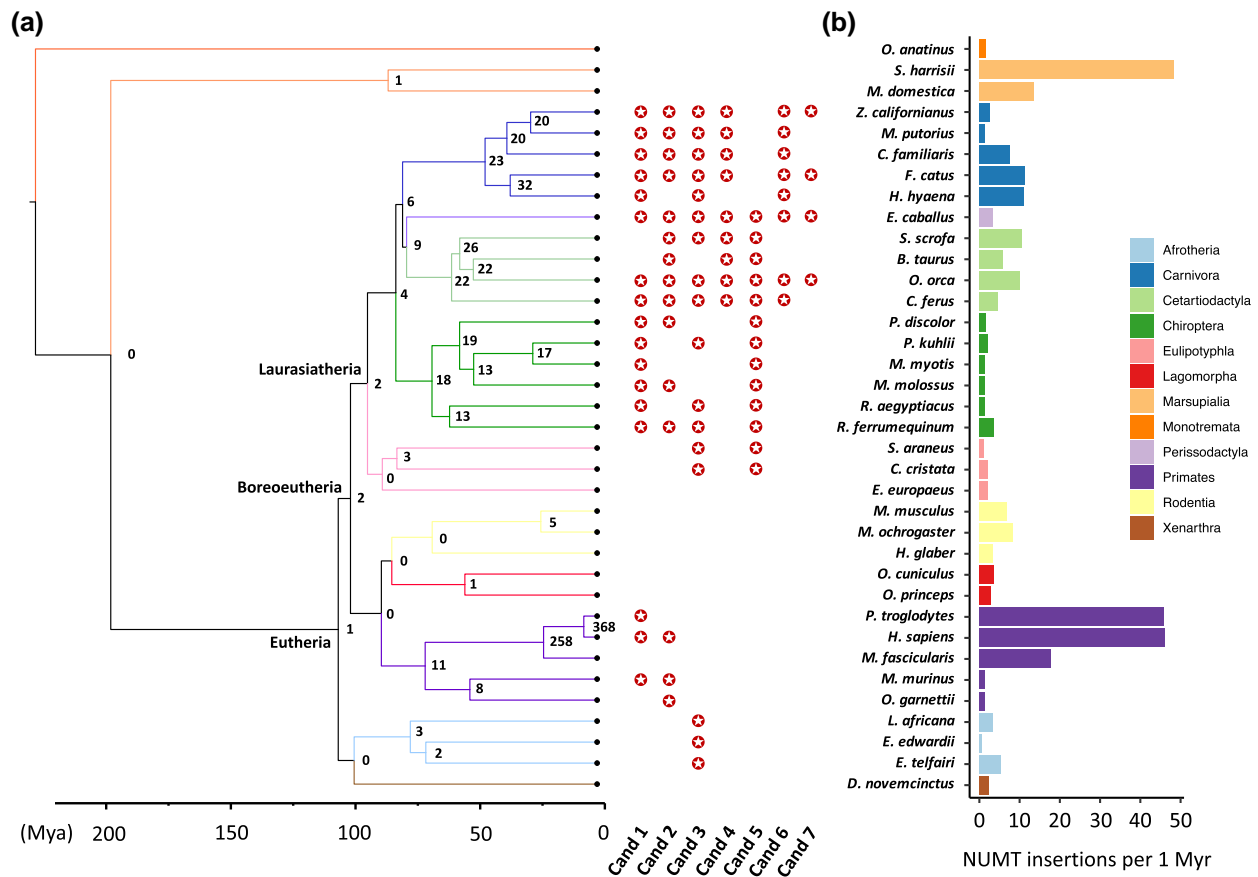 (a)
(b)
1
20
20
23
32
6
9
26
22
22
4
19
17
13
18
13
Laurasiatheria
2
3
0
Boreoeutheria
2
5
0
0
1
0
368
258
11
8
Eutheria
1
3
2
0
0
(Mya)
200
150
100
50
0
Cand 1
Cand 2
Cand 3
Cand 4
Cand 5
Cand 6
Cand 7
O. anatinus
S. harrisii
M. domestica
Z. californianus
M. putorius
C. familiaris
F. catus
H. hyaena
E. caballus
S. scrofa
B. taurus
O. orca
C. ferus
P. discolor
P. kuhlii
M. myotis
M. molossus
R. aegyptiacus
R. ferrumequinum
S. araneus
C. cristata
E. europaeus
M. musculus
M. ochrogaster
H. glaber
O. cuniculus
O. princeps
P. troglodytes
H. sapiens
M. fascicularis
M. murinus
O. garnettii
L. africana
E. edwardii
E. telfairi
D. novemcinctus
Afrotheria
Carnivora
Cetartiodactyla
Chiroptera
Eulipotyphla
Lagomorpha
Marsupialia
Monotremata
Perissodactyla
Primates
Rodentia
Xenarthra
0
10
20
30
40
50
NUMT insertions per 1 Myr